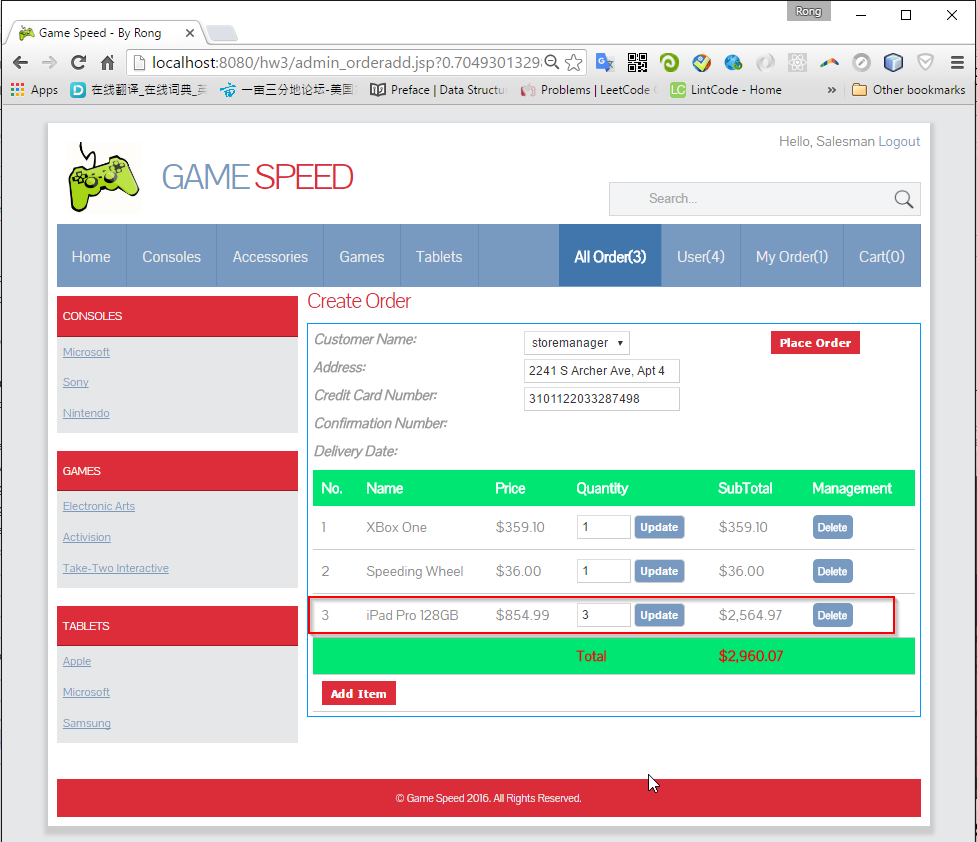 Rong
Game Speed - By Rong
localhost:8080/hw3/admin_orderadd.jsp?0.7049301329
Apps 在线翻译_在线词典_ 一亩三分地论坛-美国 Preface | Data Structu Problems | LeetCode LC LintCode - Home » Other bookmarks
Hello, Salesman Logout
GAME SPEED
Search...
Home Consoles Accessories Games Tablets All Order(3) User(4) My Order(1) Cart(0)
CONSOLES
Microsoft
Sony
Nintendo
GAMES
Electronic Arts
Activision
Take-Two Interactive
TABLETS
Apple
Microsoft
Samsung
Create Order
Customer Name: storemanager Place Order
Address: 2241 S Archer Ave, Apt 4
Credit Card Number: 3101122033287498
Confirmation Number:
Delivery Date:
No. Name Price Quantity SubTotal Management
1 XBox One $359.10 1 Update $359.10 Delete
2 Speeding Wheel $36.00 1 Update $36.00 Delete
3 iPad Pro 128GB $854.99 3 Update $2,564.97 Delete
Total $2,960.07
Add Item
© Game Speed 2016. All Rights Reserved.